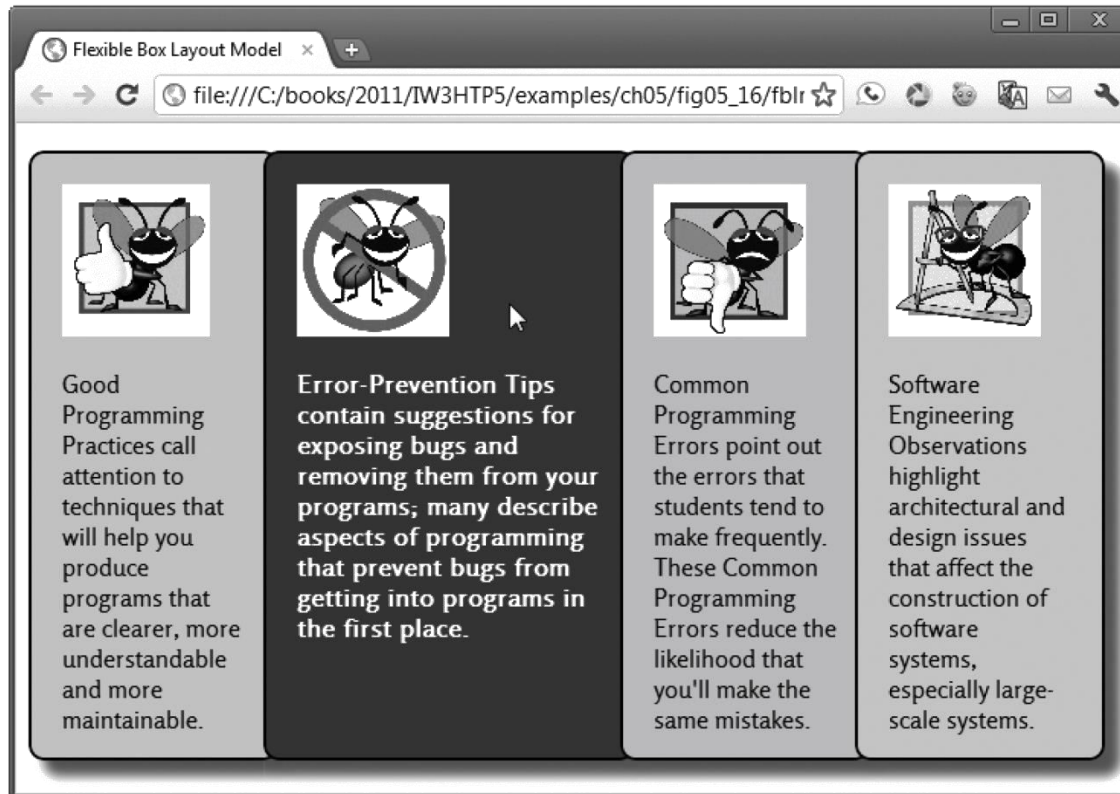 Flexible Box Layout Model
file:///C:/books/2011/IW3HTP5/examples/ch05/fig05_16/fblr
Good
Programming
Practices call
attention to
techniques that
will help you
produce
programs that
are clearer, more
understandable
and more
maintainable.
Error-Prevention Tips
contain suggestions for
exposing bugs and
removing them from your
programs; many describe
aspects of programming
that prevent bugs from
getting into programs in
the first place.
Common
Programming
Errors point out
the errors that
students tend to
make frequently.
These Common
Programming
Errors reduce the
likelihood that
you'll make the
same mistakes.
Software
Engineering
Observations
highlight
architectural and
design issues
that affect the
construction of
software
systems,
especially large-
scale systems.